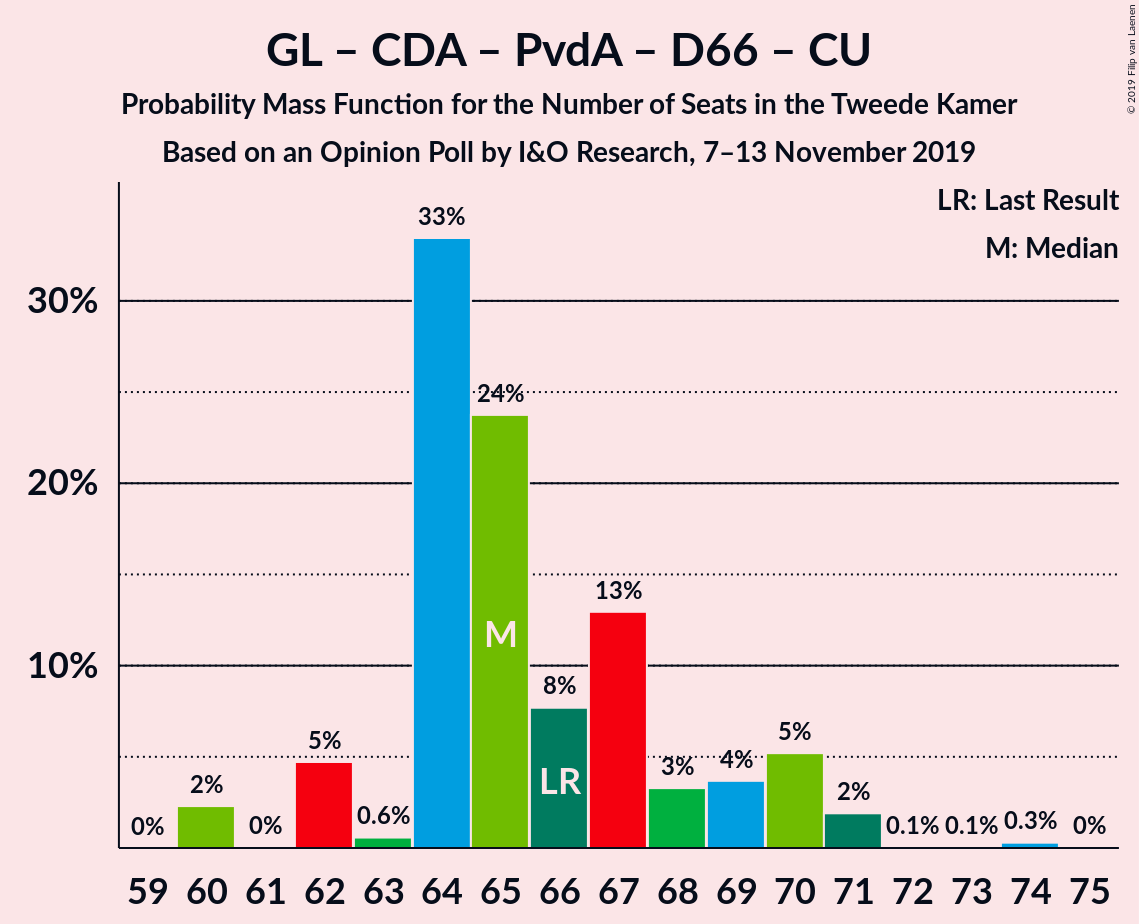 GL – CDA – PvdA – D66 – CU
Probability Mass Function for the Number of Seats in the Tweede Kamer
Based on an Opinion Poll by I&O Research, 7–13 November 2019
© 2019 Filip van Laenen
LR: Last Result
M: Median
30%
20%
10%
0%
2%
0%
5%
0.6%
33%
24%
8%
13%
3%
4%
5%
2%
0.1%
0.1%
0.3%
0%
M
LR
59 60 61 62 63 64 65 66 67 68 69 70 71 72 73 74 75